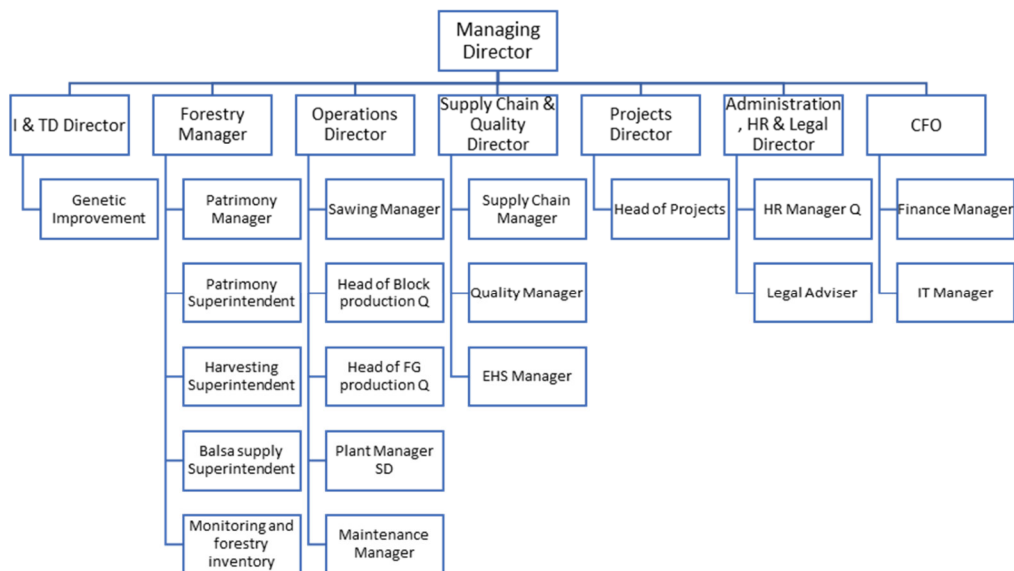 Managing
Director
I & TD Director
Forestry
Manager
Operations
Director
Supply Chain &
Quality
Director
Projects
Director
Administration
, HR & Legal
Director
CFO
Genetic
Improvement
Patrimony
Manager
Sawing Manager
Supply Chain
Manager
Head of Projects
HR Manager Q
Finance Manager
Patrimony
Superintendent
Head of Block
production Q
Quality Manager
Legal Adviser
IT Manager
Harvesting
Superintendent
Head of FG
production Q
EHS Manager
Balsa supply
Superintendent
Plant Manager
SD
Monitoring and
forestry
inventory
Maintenance
Manager